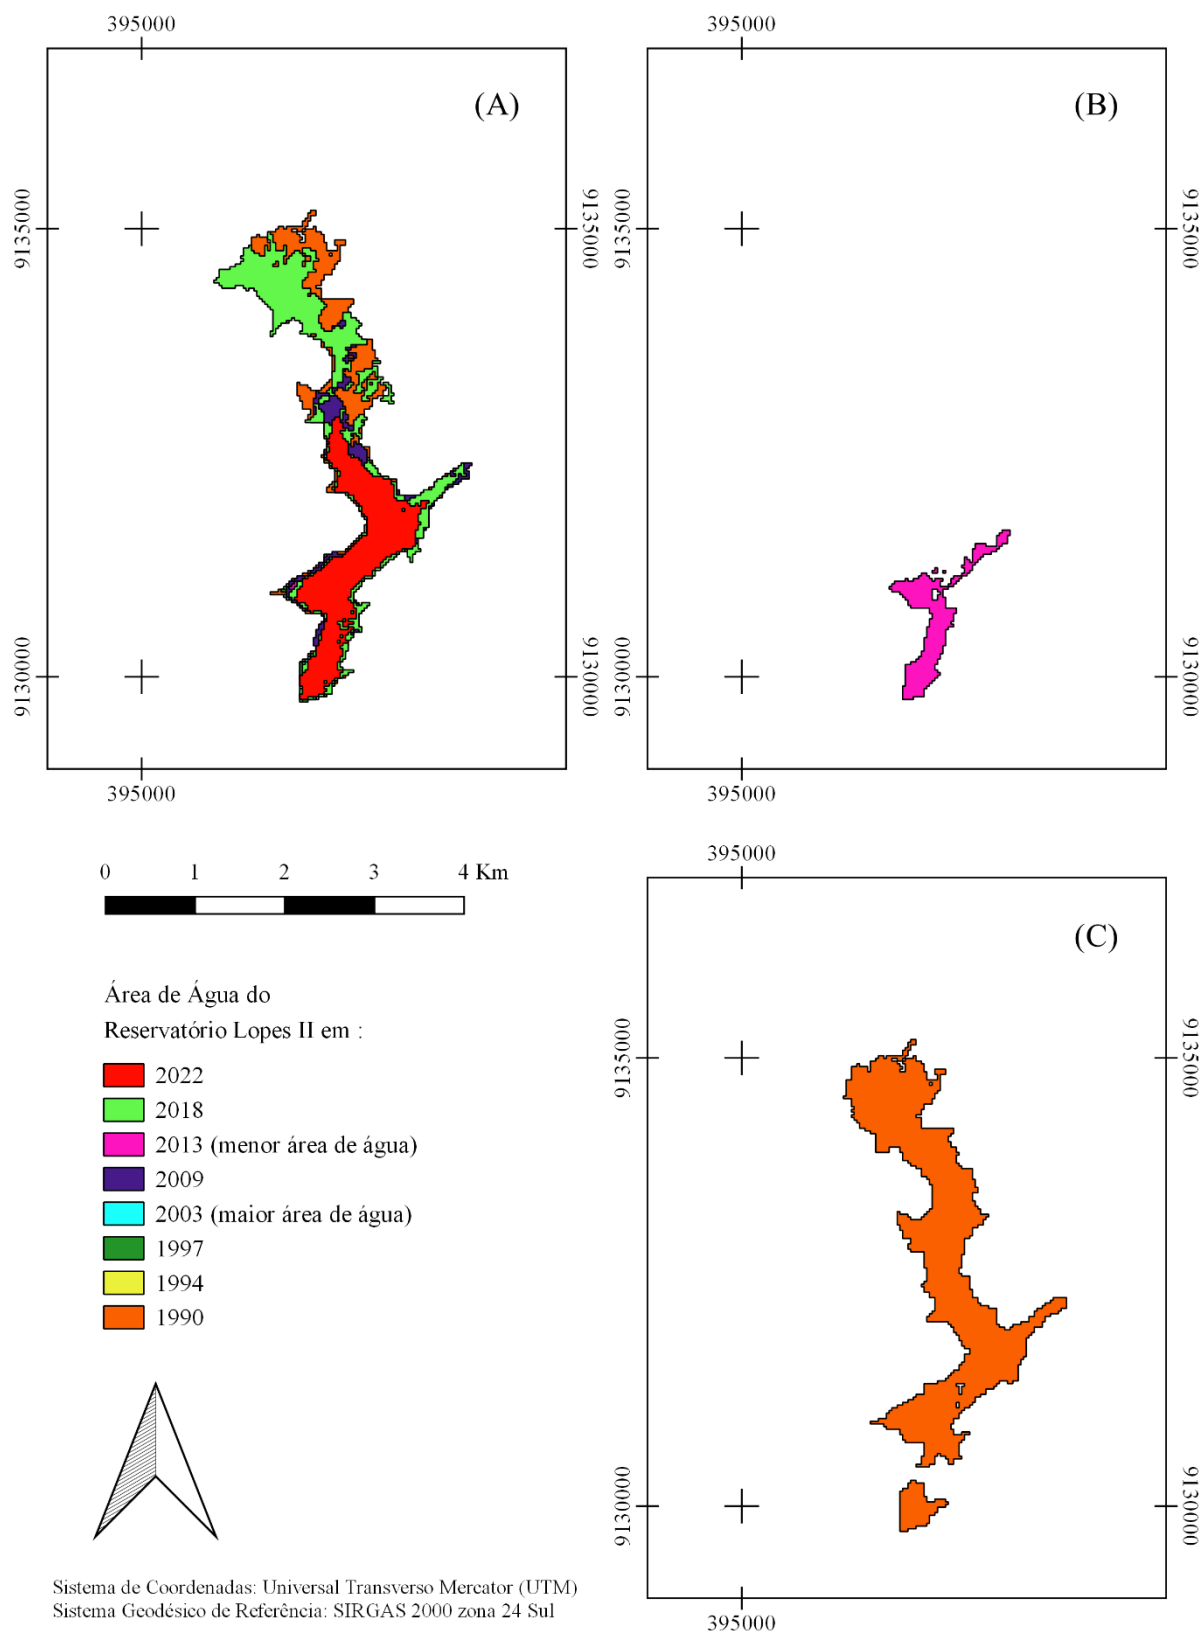 395000
395000
(A)
(B)
9135000
9135000
9135000
9135000
9130000
9130000
9130000
9130000
395000
395000
0 1 2 3 4 Km
395000
(C)
Área de Água do
Reservatório Lopes II em :
2022
2018
2013 (menor área de água)
2009
2003 (maior área de água)
1997
1994
1990
9135000
9135000
9130000
9130000
Sistema de Coordenadas: Universal Transverso Mercator (UTM)
Sistema Geodésico de Referência: SIRGAS 2000 zona 24 Sul
395000